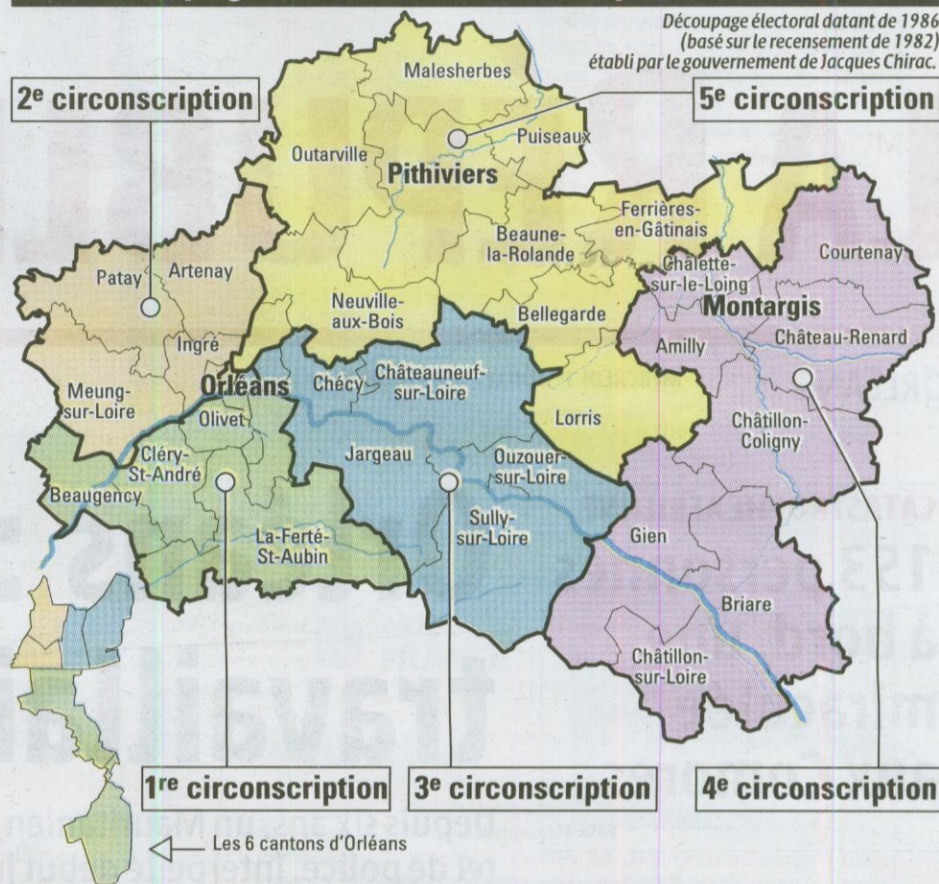 Découpage électoral datant de 1986
(basé sur le recensement de 1982)
établi par le gouvernement de Jacques Chirac.
2e circonscription
5e circonscription
Malesherbes
Puiseaux
Outarville
Pithiviers
Ferrières-
en-Gâtinais
Beaune-
la-Rolande
Courtenay
Châlette-
sur-le-Loing
Patay
Artenay
Neuville-
aux-Bois
Bellegarde
Montargis
Ingré
Amilly
Château-Renard
Meung-
sur-Loire
Orléans
Chécy
Châteauneuf-
sur-Loire
Olivet
Lorris
Châtillon-
Coligny
Cléry-
St-André
Jargeau
Ouzouer-
sur-Loire
Beaugency
Sully-
sur-Loire
La-Ferté-
St-Aubin
Gien
Briare
Châtillon-
sur-Loire
1re circonscription
3e circonscription
4e circonscription
Les 6 cantons d'Orléans